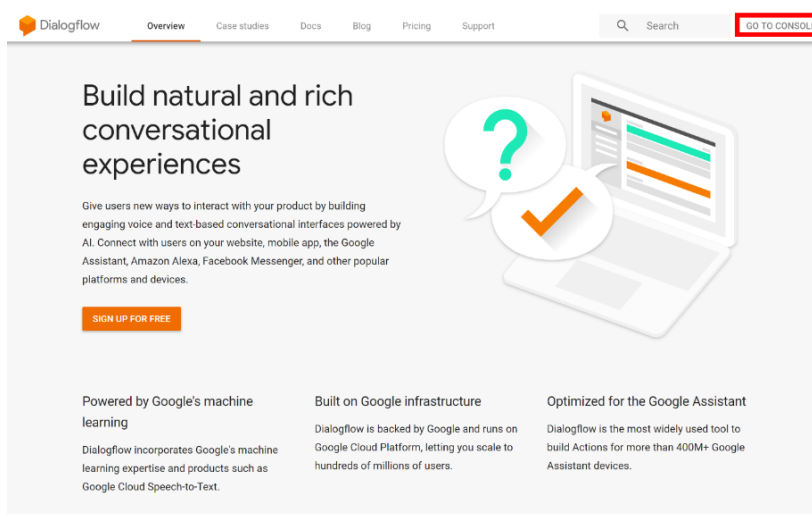 Dialogflow
Overview
Case studies
Docs
Blog
Pricing
Support
Search
GO TO CONSOLE
Build natural and rich
conversational
experiences
Give users new ways to interact with your product by building
engaging voice and text-based conversational interfaces powered by
AI. Connect with users on your website, mobile app, the Google
Assistant, Amazon Alexa, Facebook Messenger, and other popular
platforms and devices.
SIGN UP FOR FREE
Powered by Google's machine
learning
Dialogflow incorporates Google's machine
learning expertise and products such as
Google Cloud Speech-to-Text.
Built on Google infrastructure
Dialogflow is backed by Google and runs on
Google Cloud Platform, letting you scale to
hundreds of millions of users.
Optimized for the Google Assistant
Dialogflow is the most widely used tool to
build Actions for more than 400M+ Google
Assistant devices.